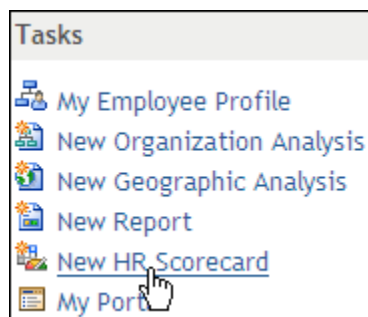 Tasks
My Employee Profile
New Organization Analysis
New Geographic Analysis
New Report
New HR Scorecard
My Port